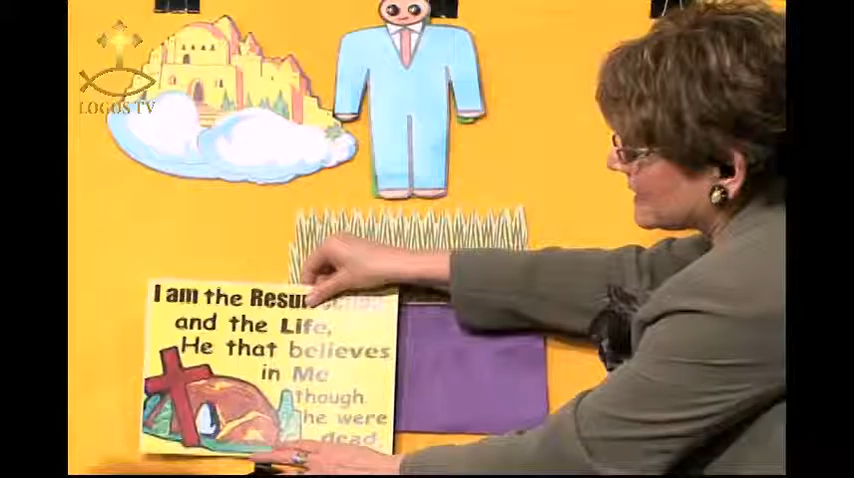 LOGOS TV
I am the
and the Life,
He that believes
in Me
though
he were
dead.